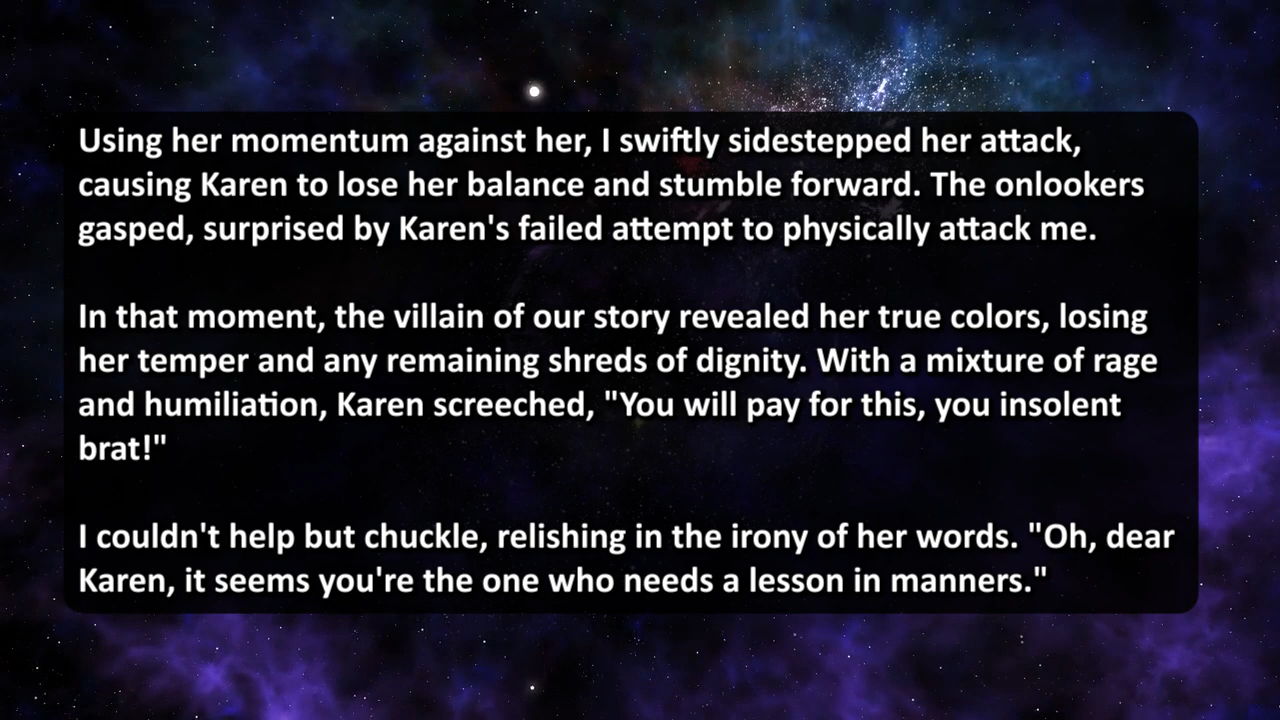 Using her momentum against her, I swiftly sidestepped her attack,
causing Karen to lose her balance and stumble forward. The onlookers
gasped, surprised by Karen's failed attempt to physically attack me.
In that moment, the villain of our story revealed her true colors, losing
her temper and any remaining shreds of dignity. With a mixture of rage
and humiliation, Karen screeched, "You will pay for this, you insolent
brat!"
I couldn't help but chuckle, relishing in the irony of her words. "Oh, dear
Karen, it seems you're the one who needs a lesson in manners."